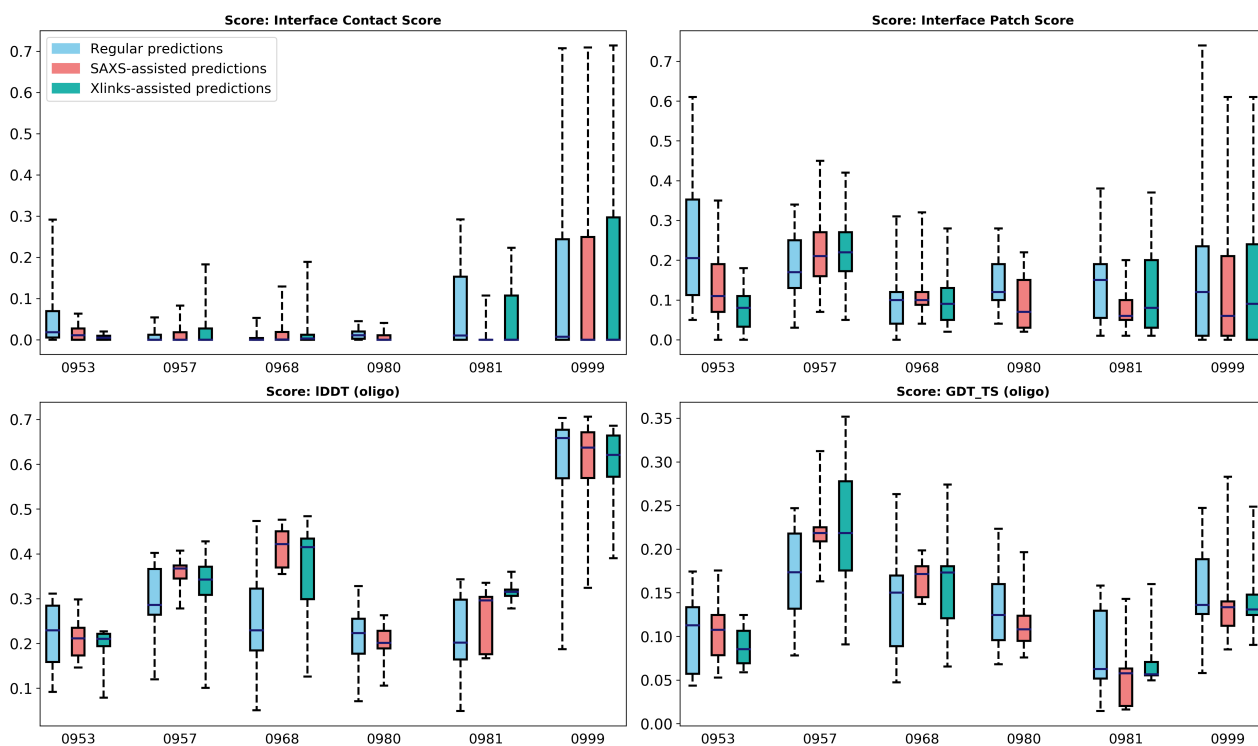 Score: Interface Contact Score
0.7
0.6
0.5
0.4
0.3
0.2
0.1
0.0
Regular predictions
SAXS-assisted predictions
Xlinks-assisted predictions
0953 0957 0968 0980 0981 0999
Score: Interface Patch Score
0.7
0.6
0.5
0.4
0.3
0.2
0.1
0.0
0953 0957 0968 0980 0981 0999
Score: lDDT (oligo)
0.7
0.6
0.5
0.4
0.3
0.2
0.1
0953 0957 0968 0980 0981 0999
Score: GDT_TS (oligo)
0.35
0.30
0.25
0.20
0.15
0.10
0.05
0.00
0953 0957 0968 0980 0981 0999